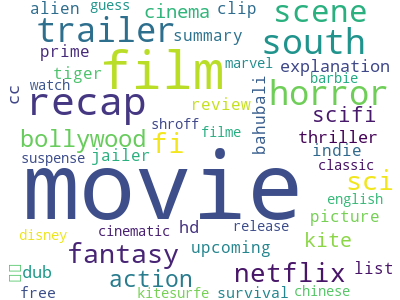 alien guess cinema clip scene
trailer summary south
prime film marvel explanation
tiger barbie
cc recap watch review bahubali horror
scifi
shroff thriller
bollywood fi filme indie
suspense jailer classic
movie sci
english
picture
disney cinematic hd release kite
fantasy upcoming
dub action netflix list
free kitesurfe survival chinese